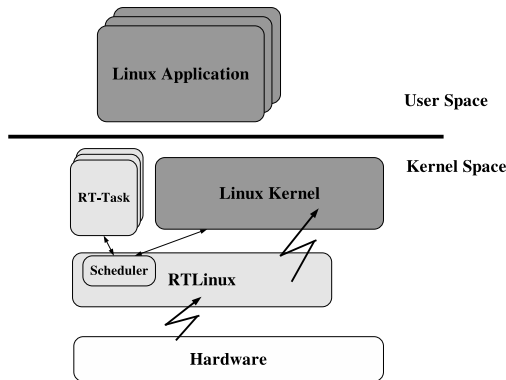 Linux Application
User Space
Kernel Space
RT-Task
Linux Kernel
Scheduler
RTLinux
Hardware